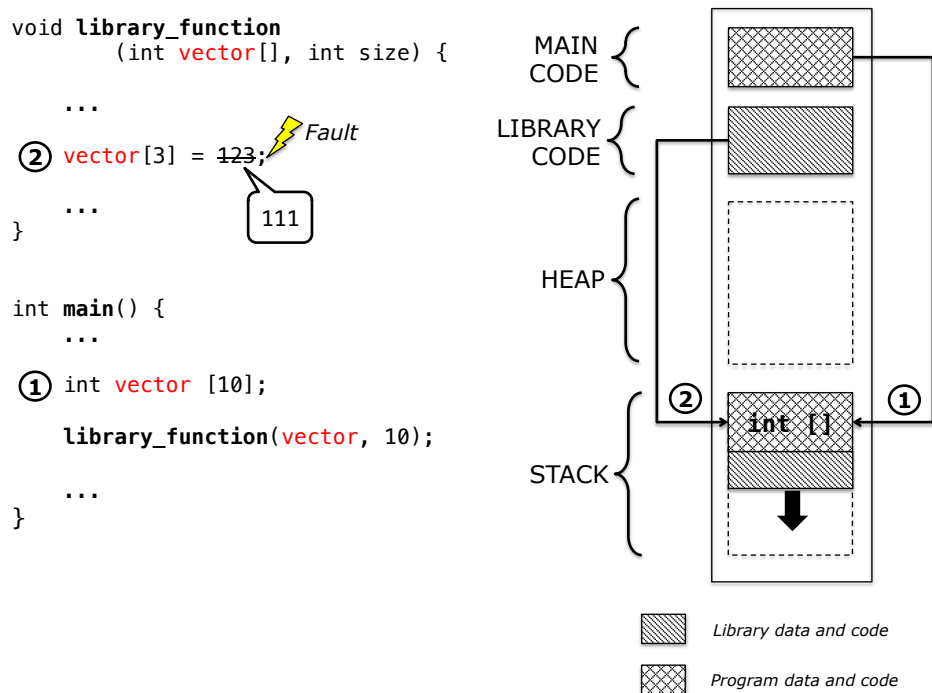 void library_function
(int vector[], int size) {
...
② vector[3] = 123;
Fault
111
...
}
int main() {
...
① int vector [10];
library_function(vector, 10);
...
}
MAIN
CODE
LIBRARY
CODE
HEAP
STACK
②
①
int []
Library data and code
Program data and code